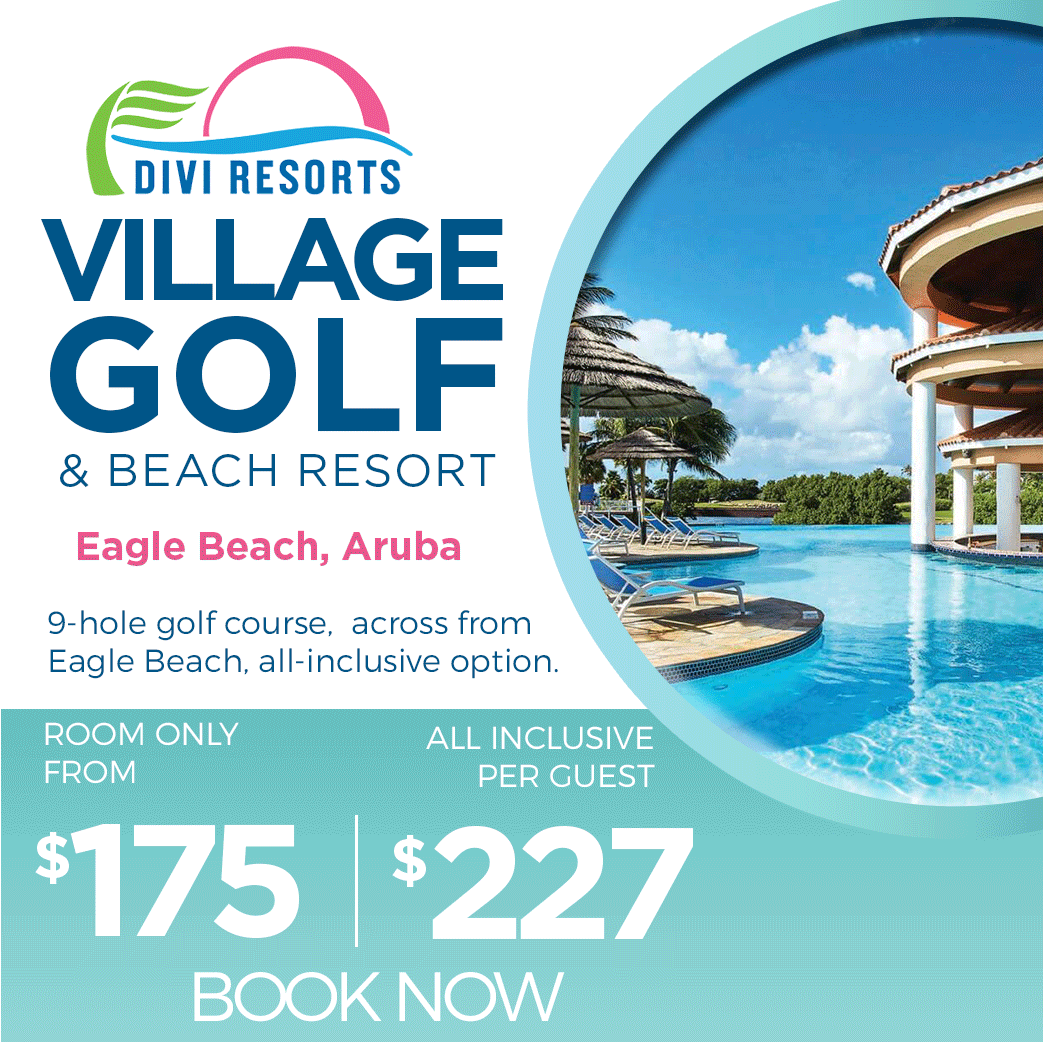 DIVI RESORTS
VILLAGE
GOLF
& BEACH RESORT
Eagle Beach, Aruba
9-hole golf course,  across from
Eagle Beach, all-inclusive option.
ROOM ONLY
FROM
$175
ALL INCLUSIVE
PER GUEST
$227
BOOK NOW